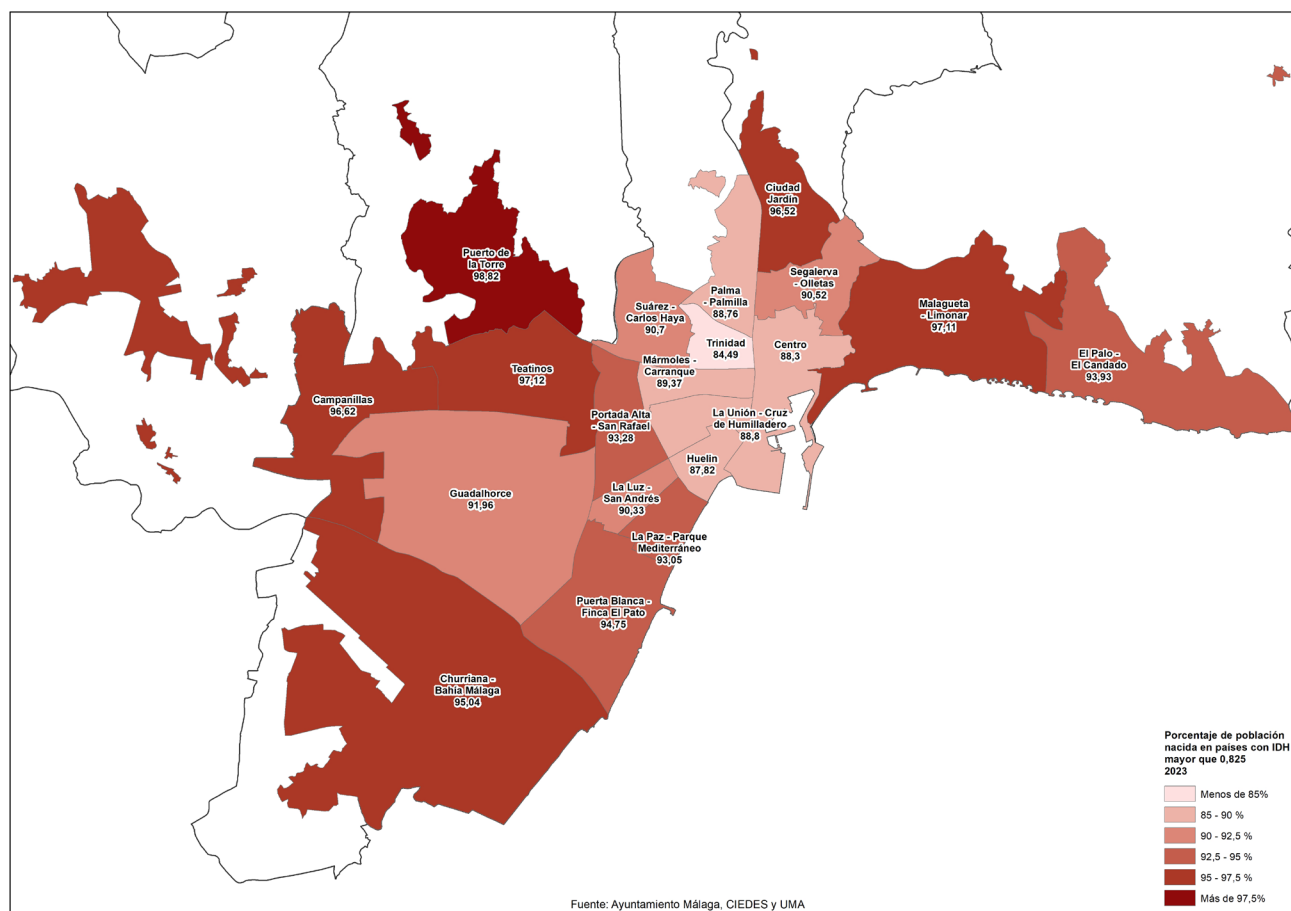 Ciudad
Jardín
96,52
Puerto de
la Torre
98,82
Segalerva
- Olletas
90,52
Palma
- Palmilla
88,76
Malagueta
- Limonar
97,11
Suárez -
Carlos Haya
90,7
Trinidad
84,49
Centro
88,3
El Palo -
El Candado
93,93
Mármoles -
Carranque
89,37
Teatinos
97,12
Campanillas
96,62
Portada Alta
- San Rafael
93,28
La Unión - Cruz
de Humilladero
88,8
Huelin
87,82
Guadalhorce
91,96
La Luz -
San Andrés
90,33
La Paz - Parque
Mediterráneo
93,05
Puerta Blanca -
Finca El Pato
94,75
Churriana -
Bahía Málaga
95,04
Porcentaje de población
nacida en países con IDH
mayor que 0,825
2023
Menos de 85%
85 - 90 %
90 - 92,5 %
92,5 - 95 %
95 - 97,5 %
Más de 97,5%
Fuente: Ayuntamiento Málaga, CIEDES y UMA